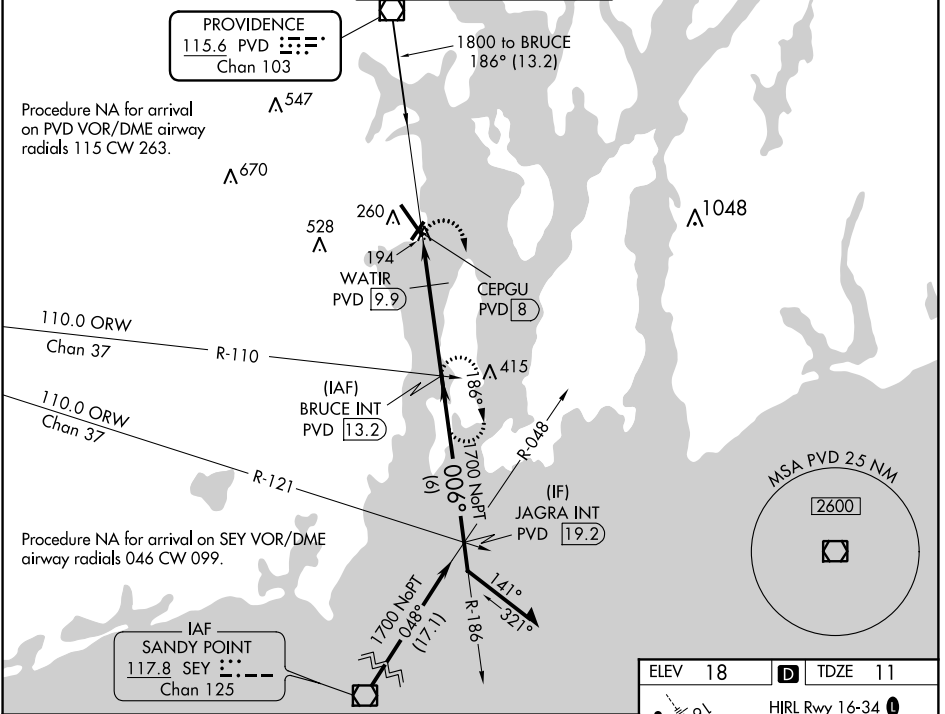 PROVIDENCE
115.6 PVD
Chan 103
1800 to BRUCE
186° (13.2)
547
Procedure NA for arrival
on PVD VOR/DME airway
radials 115 CW 263.
670
260
528
1048
194
WATIR
PVD 9.9
CEPGU
PVD 8
110.0 ORW
Chan 37
R-110
415
186°
(IAF)
BRUCE INT
PVD 13.2
110.0 ORW
Chan 37
R-048
R-121
1700 NoPT
006°
(6)
(IF)
JAGRA INT
PVD 19.2
MSA PVD 25 NM
2600
Procedure NA for arrival on SEY VOR/DME
airway radials 046 CW 099.
1700 NoPT
048°
(17.1)
141°
321°
R-186
IAF
SANDY POINT
117.8 SEY
Chan 125
ELEV 18 D TDZE 11
HIRL Rwy 16-34 L
16